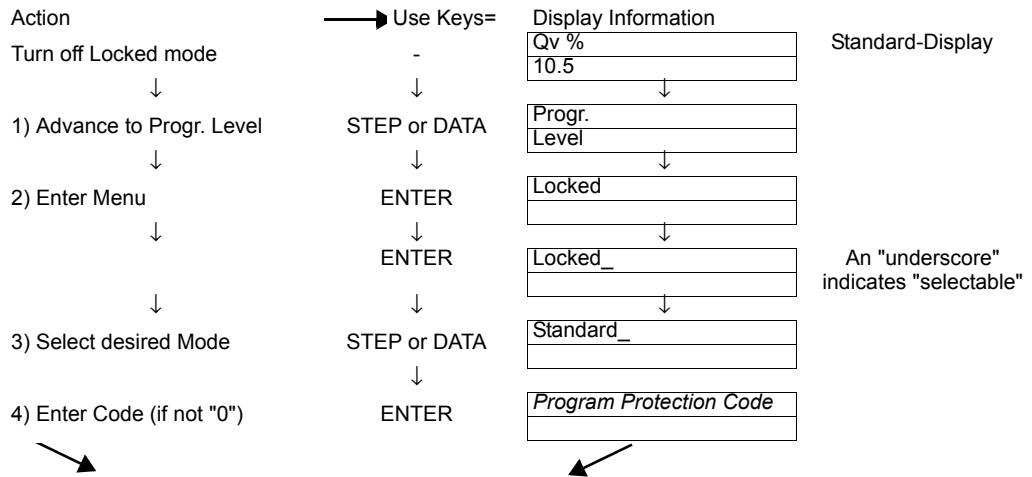 Action Use Keys= Display Information
Qv % Standard-Display
Turn off Locked mode - 10.5
↓ ↓ ↓
Progr.
1) Advance to Progr. Level STEP or DATA Level
↓ ↓ ↓
2) Enter Menu ENTER Locked
↓ ↓ ↓
ENTER Locked_ An "underscore"
indicates "selectable"
↓ ↓ ↓
3) Select desired Mode STEP or DATA Standard_
↓
4) Enter Code (if not "0") ENTER Program Protection Code